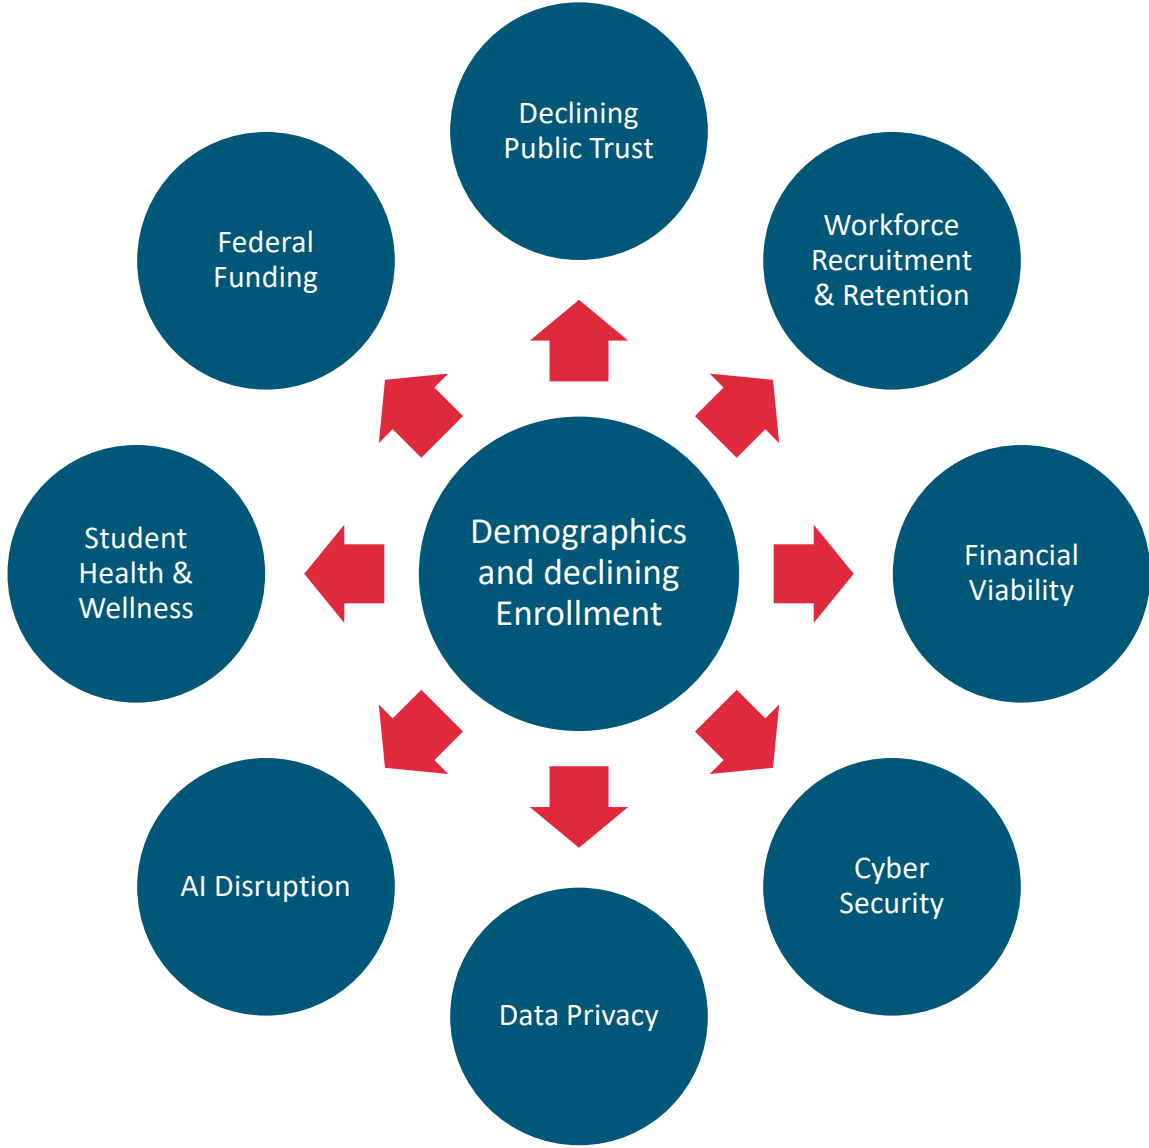 Declining
Public Trust
Workforce
Recruitment
& Retention
Federal
Funding
Demographics
and declining
Enrollment
Student
Health &
Wellness
Financial
Viability
AI Disruption
Cyber
Security
Data Privacy